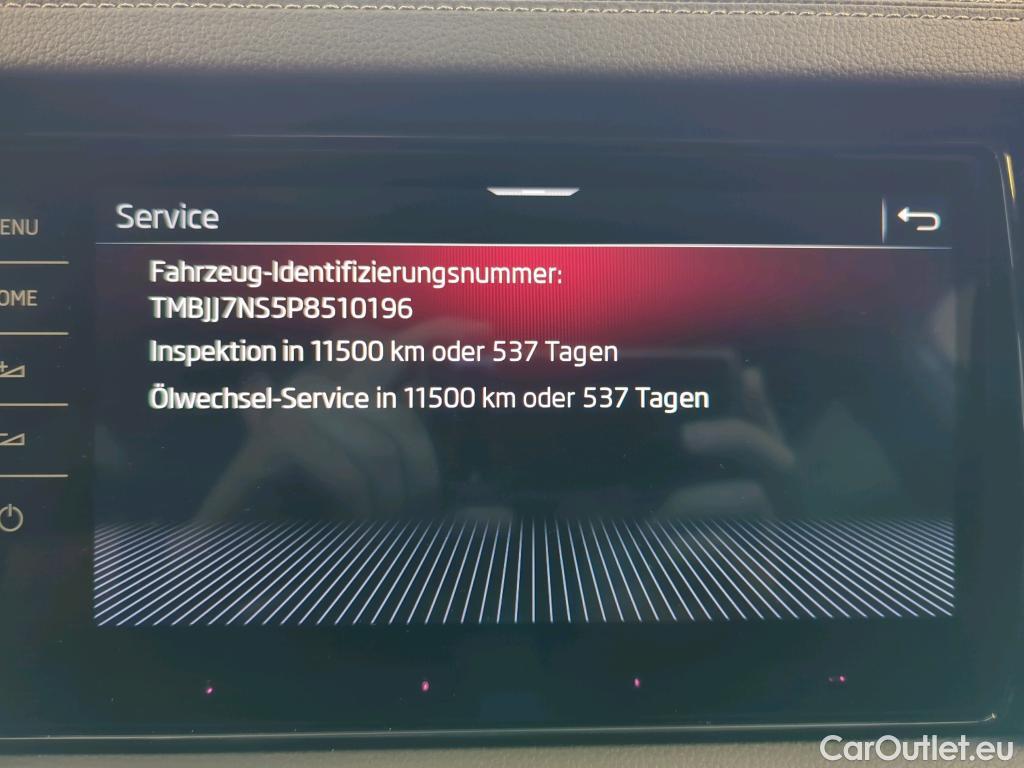 Service
ENU
Fahrzeug-Identifizierungsnummer:
TMBJJ7NS5P8510196
OME
Inspektion in 11500 km oder 537 Tagen
Ölwechsel-Service in 11500 km oder 537 Tagen
CarOutlet.eu